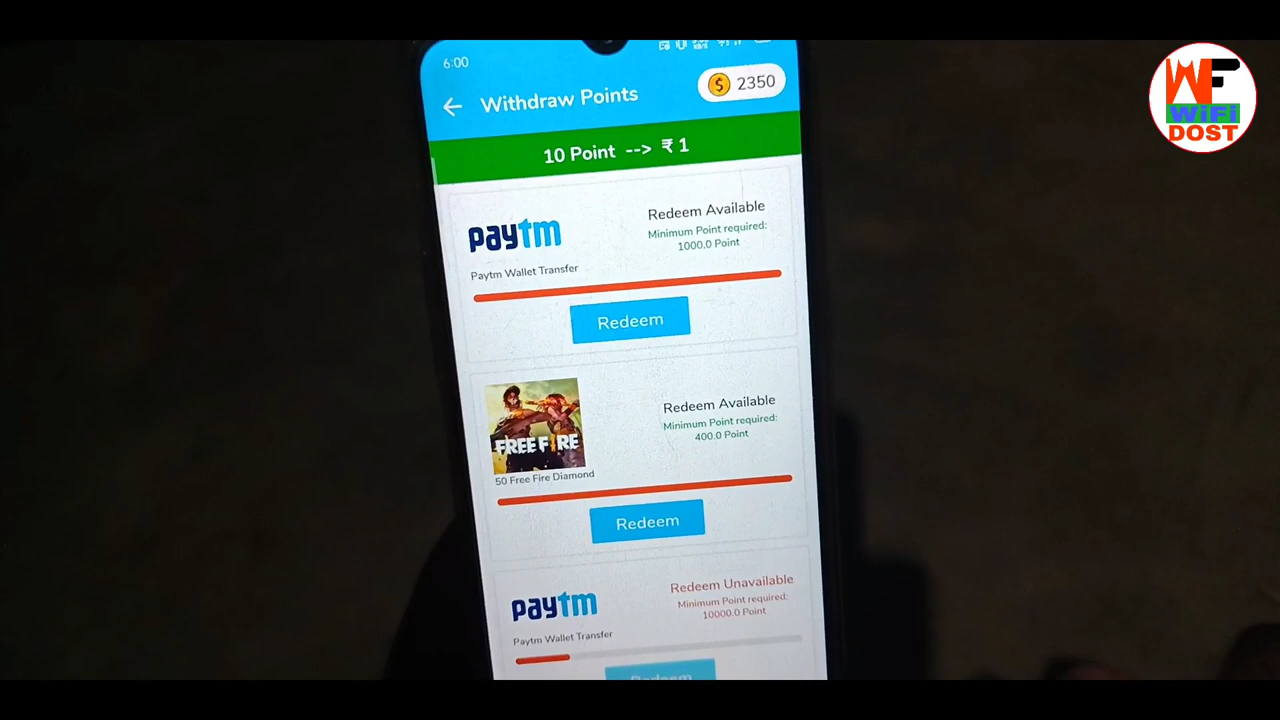 6:00
Withdraw Points
2350
10 Point --> ₹ 1
paytm
Paytm Wallet Transfer
Redeem Available
Minimum Point required:
1000.0 Point
Redeem
FREE FIRE
50 Free Fire Diamond
Redeem Available
Minimum Point required:
400.0 Point
Redeem
paytm
Paytm Wallet Transfer
Redeem Unavailable
Minimum Point required:
10000.0 Point
Redeem
WF
WiFi
DOST